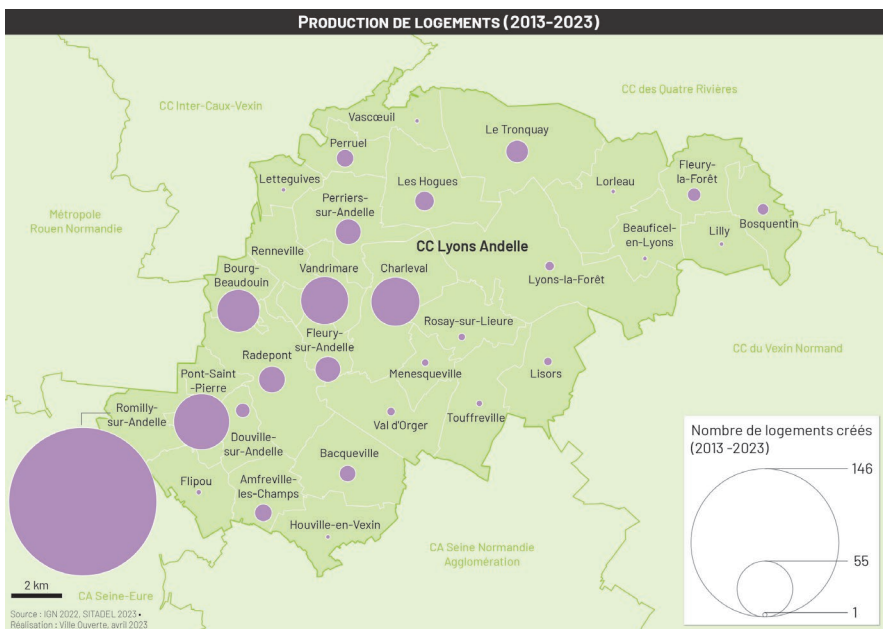 PRODUCTION DE LOGEMENTS (2013-2023)
CC Inter-Caux-Vexin
CC des Quatre Rivières
Vascœuil
Le Tronquay
Perruel
Fleury-
la-Forêt
Letteguives
Les Hogues
Lorleau
Perriers-
sur-Andelle
Métropole
Rouen Normandie
Bosquentin
Beauficel-
en-Lyons
Lilly
CC Lyons Andelle
Renneville
Bourg-
Beaudouin
Vandrimare
Charleval
Lyons-la-Forêt
Rosay-sur-Lieure
Fleury-
sur-Andelle
CC du Vexin Normand
Radepont
Pont-Saint
-Pierre
Menesqueville
Lisors
Romilly-
sur-Andelle
Val d'Orger
Touffreville
Douville-
sur-Andelle
Bacqueville
Flipou
Amfreville-
les-Champs
Houville-en-Vexin
CA Seine Normandie
Agglomération
CA Seine-Eure
Nombre de logements créés
(2013 -2023)
146
55
1
2 km
Source : IGN 2022, SITADEL 2023 •
Réalisation : Ville Ouverte, avril 2023